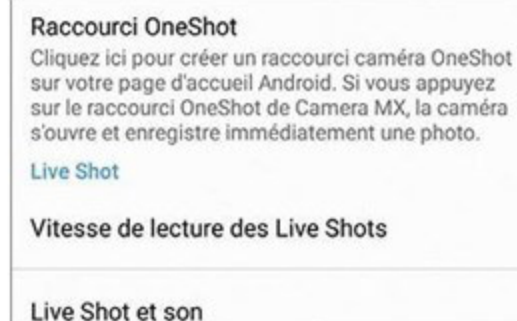 Raccourci OneShot
Cliquez ici pour créer un raccourci caméra OneShot
sur votre page d'accueil Android. Si vous appuyez
sur le raccourci OneShot de Camera MX, la caméra
s'ouvre et enregistre immédiatement une photo.
Live Shot
Vitesse de lecture des Live Shots
Live Shot et son